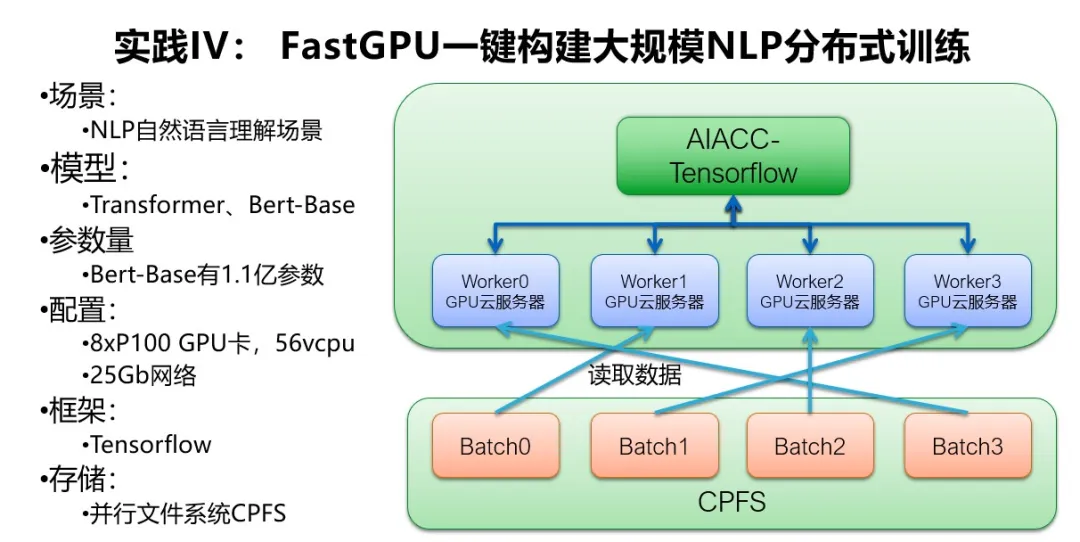 实践IV： FastGPU一键构建大规模NLP分布式训练
•场景：
•NLP自然语言理解场景
•模型：
•Transformer、Bert-Base
•参数量
•Bert-Base有1.1亿参数
•配置：
•8xP100 GPU卡，56vcpu
•25Gb网络
•框架：
•Tensorflow
•存储：
•并行文件系统CPFS
AIACC-
Tensorflow
Worker0
GPU云服务器
Worker1
GPU云服务器
Worker2
GPU云服务器
Worker3
GPU云服务器
读取数据
Batch0
Batch1
Batch2
Batch3
CPFS